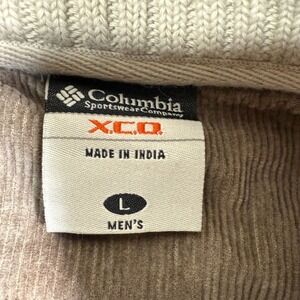 Columbia
Sportswear Company
X.C.O.
MADE IN INDIA
L
MEN'S